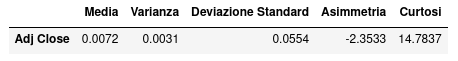 Media Varianza Deviazione Standard Asimmetria Curtosi
Adj Close 0.0072 0.0031 0.0554 -2.3533 14.7837